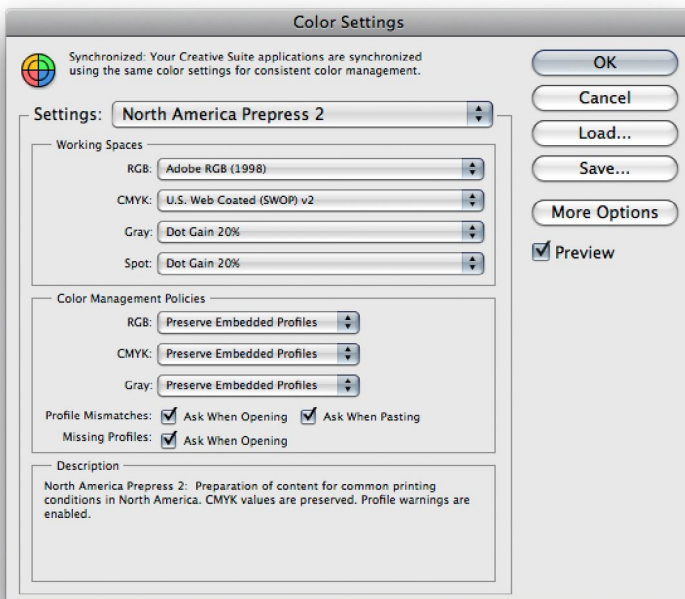 Color Settings
Synchronized: Your Creative Suite applications are synchronized
using the same color settings for consistent color management.
OK
Cancel
Load...
Save...
More Options
Preview
Settings: North America Prepress 2
Working Spaces
RGB: Adobe RGB (1998)
CMYK: U.S. Web Coated (SWOP) v2
Gray: Dot Gain 20%
Spot: Dot Gain 20%
Color Management Policies
RGB: Preserve Embedded Profiles
CMYK: Preserve Embedded Profiles
Gray: Preserve Embedded Profiles
Profile Mismatches: Ask When Opening Ask When Pasting
Missing Profiles: Ask When Opening
Description
North America Prepress 2: Preparation of content for common printing
conditions in North America. CMYK values are preserved. Profile warnings are
enabled.